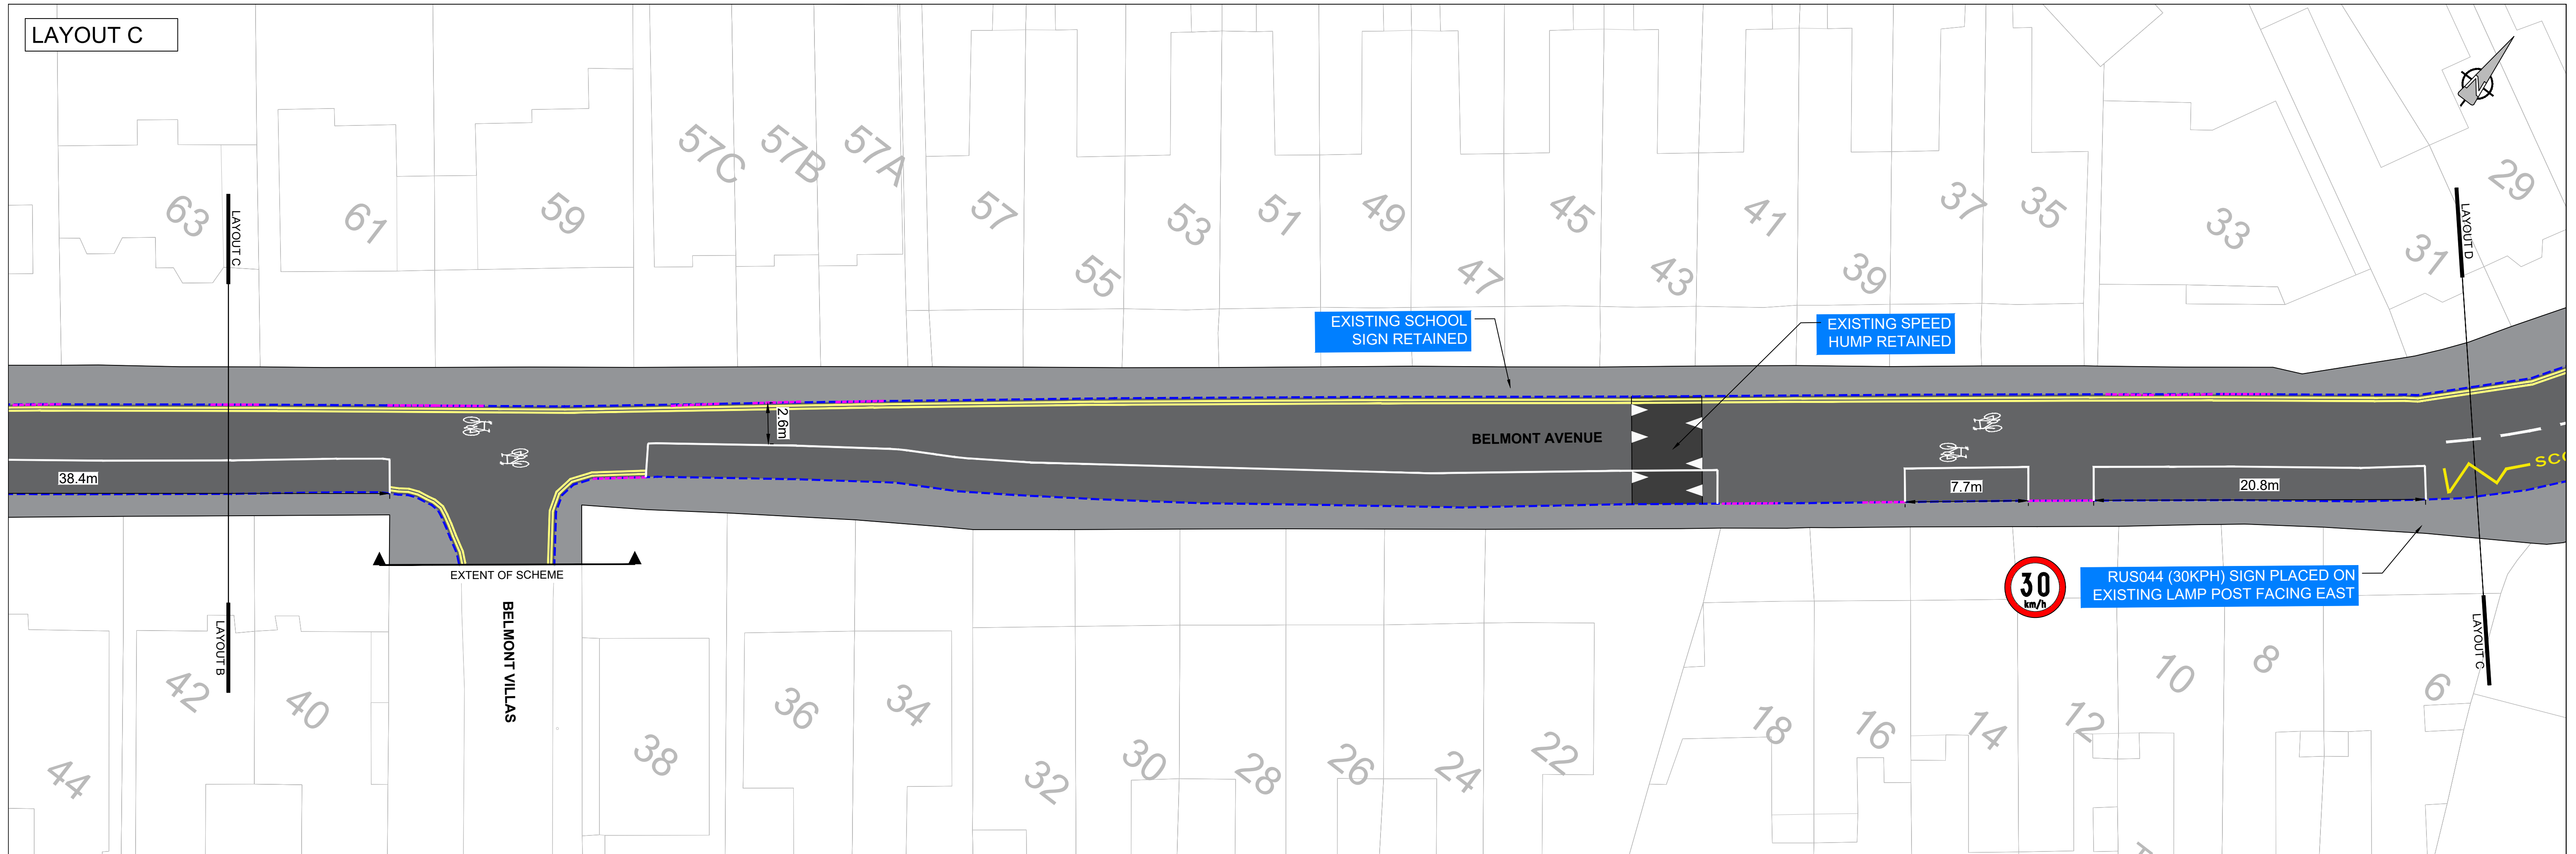 LAYOUT C
63
61
59
57C
57B
57A
57
55
53
51
49
47
45
43
41
39
37
35
33
31
29
LAYOUT C
LAYOUT D
EXISTING SCHOOL
SIGN RETAINED
EXISTING SPEED
HUMP RETAINED
2.6m
BELMONT AVENUE
38.4m
7.7m
20.8m
SCO
EXTENT OF SCHEME
BELMONT VILLAS
30
km/h
RUS044 (30KPH) SIGN PLACED ON
EXISTING LAMP POST FACING EAST
LAYOUT B
LAYOUT C
44
42
40
38
36
34
32
30
28
26
24
22
18
16
14
12
10
8
6